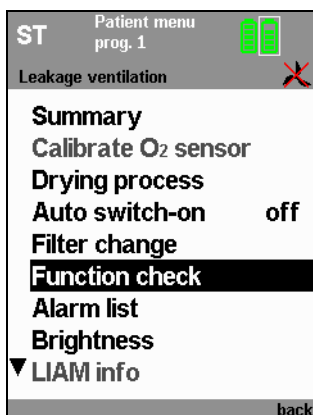 ST
Patient menu
prog. 1
Leakage ventilation
Summary
Calibrate O2 sensor
Drying process
Auto switch-on off
Filter change
Function check
Alarm list
Brightness
LIAM info
back